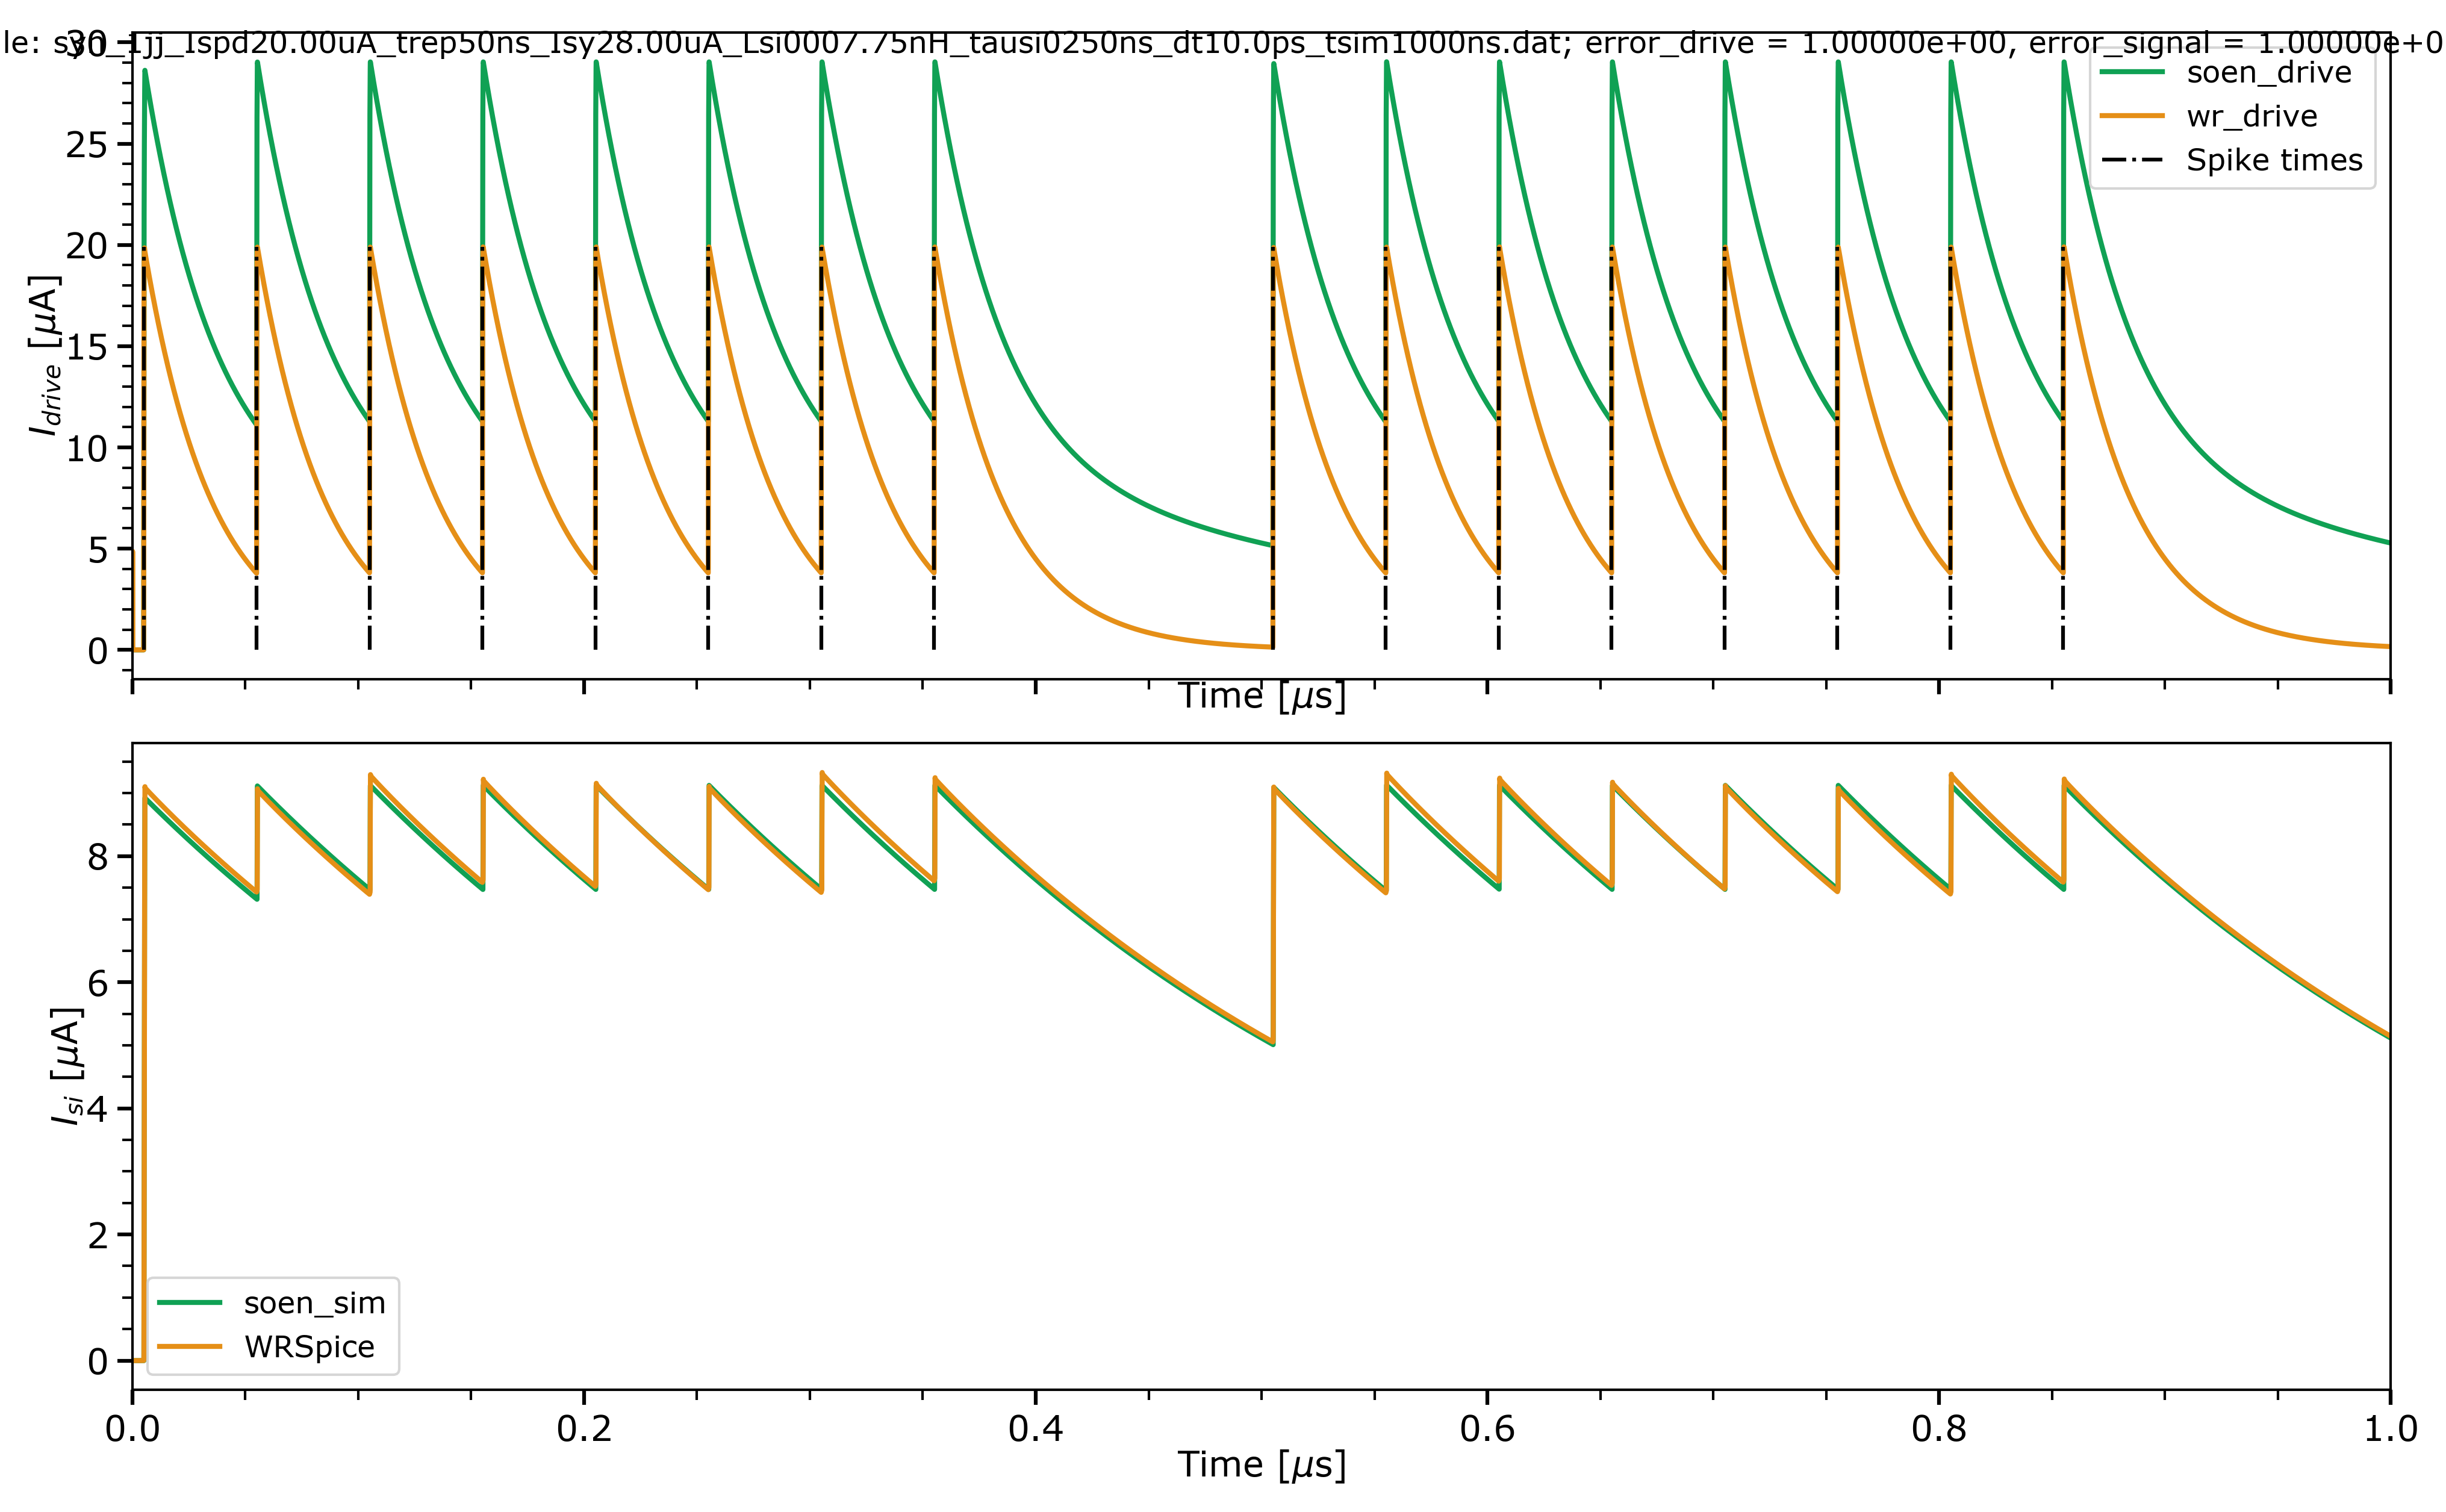 le: syn_1jj_Ispd20.00uA_trep50ns_Isy28.00uA_Lsi0007.75nH_tausi0250ns_dt10.0ps_tsim1000ns.dat; error_drive = 1.00000e+00, error_signal = 1.00000e+0
soen_drive
wr_drive
Spike times
30
25
20
15
10
5
0
I_drive [μA]
Time [μs]
8
6
4
2
0
I_si [μA]
soen_sim
WRSpice
0.0 0.2 0.4 0.6 0.8 1.0
Time [μs]